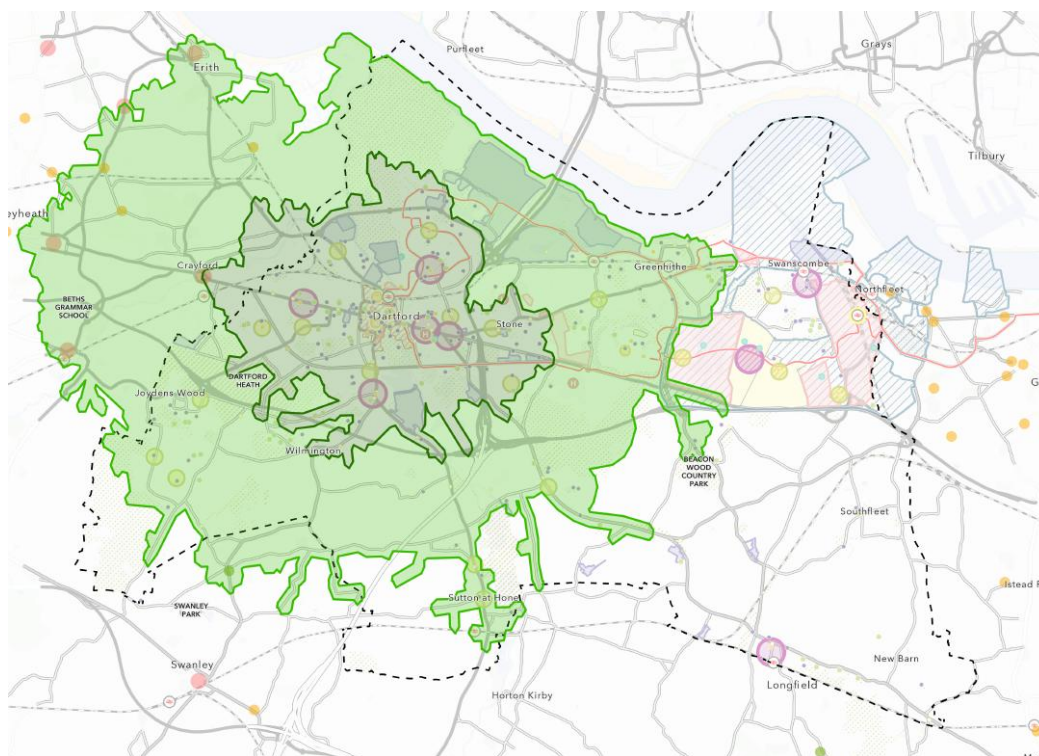 Purfleet
Grays
Erith
Tilbury
eyheath
Crayford
Greenhithe
Swanscombe
Northfleet
BETHS
GRAMMAR
SCHOOL
Dartford
H
Stone
H
DARTFORD
HEATH
Joydens Wood
Wilmington
BEACON
WOOD
COUNTRY
PARK
Southfleet
Istead R
Sutton at Hone
SWANLEY
PARK
Swanley
New Barn
Longfield
Horton Kirby